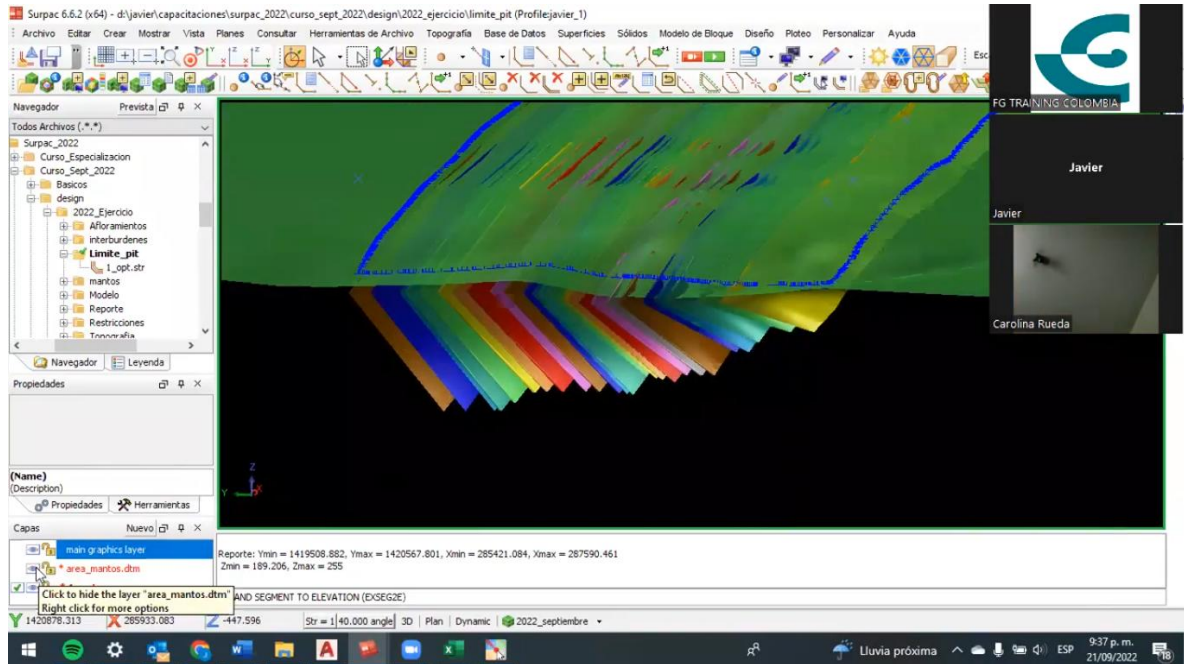 Surpac 6.6.2 (x64) - d:\javier\capacitaciones\surpac_2022\curso_sept_2022\design\2022_ejercicio\limite_pit (Profile:javier_1)
Archivo Editar Crear Mostrar Vista Planes Consultar Herramientas de Archivo Topografía Base de Datos Superficies Sólidos Modelo de Bloque Diseño Ploteo Personalizar Ayuda
Esc
FG TRAINING COLOMBIA
Javier
Javier
Carolina Rueda
Navegador Prevista
Todos Archivos (.*.*)
Surpac_2022
Curso_Especializacion
Curso_Sept_2022
Basicos
design
2022_Ejercicio
Afloramientos
interburdenes
Limite_pit
1_opt.str
mantos
Modelo
Reporte
Restricciones
Topografia
Navegador Leyenda
Propiedades
(Name)
(Description)
Propiedades Herramientas
Capas Nuevo
main graphics layer
* area_mantos.dtm
Click to hide the layer "area_mantos.dtm"
Right click for more options
Z
Y X
Reporte: Ymin = 1419508.882, Ymax = 1420567.801, Xmin = 285421.084, Xmax = 287590.461
Zmin = 189.206, Zmax = 255
AND SEGMENT TO ELEVATION (EXSEG2E)
Y 1420878.313 X 285933.083 Z -447.596 Str = 1 40.000 angle 3D Plan Dynamic 2022_septiembre
Lluvia próxima ESP 9:37 p. m.
21/09/2022 18